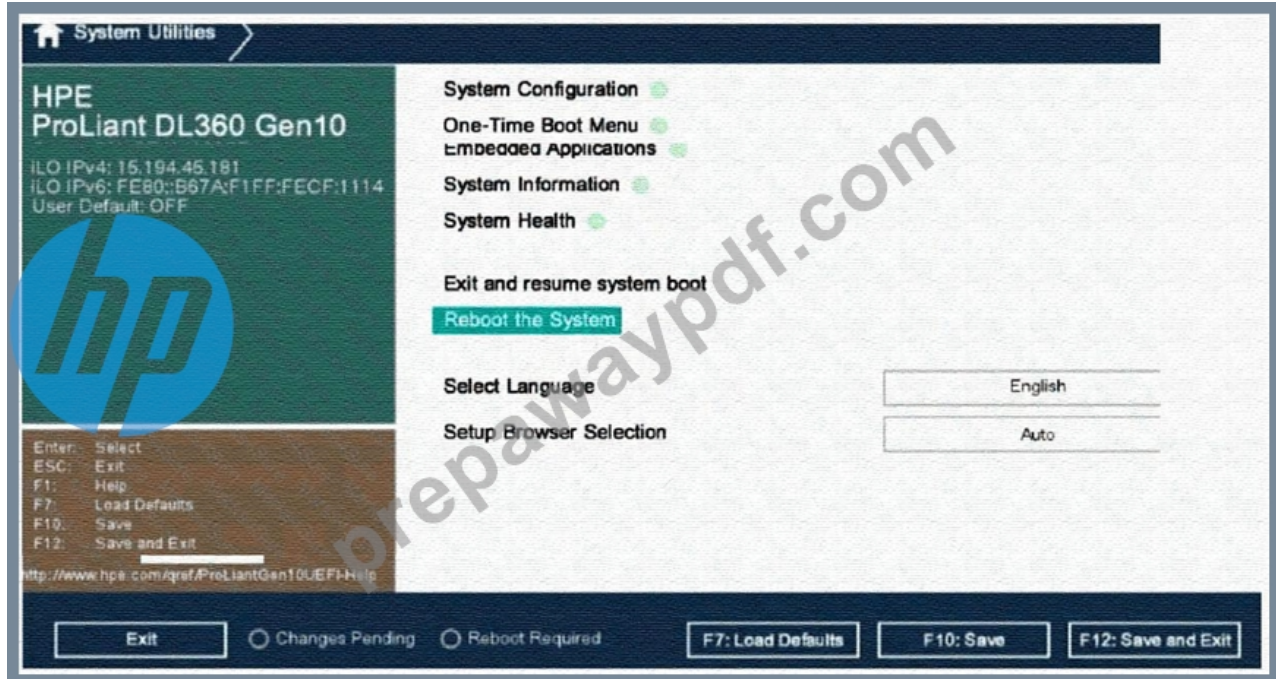 System Utilities
HPE
ProLiant DL360 Gen10
iLO IPv4: 15.194.46.181
iLO IPv6: FE80::B67A:F1FF:FECF:1114
User Default: OFF
hp
Enter: Select
ESC: Exit
F1: Help
F7: Load Defaults
F10: Save
F12: Save and Exit
http://www.hpe.com/qref/ProLiantGen10UEFI-Help
System Configuration
One-Time Boot Menu
Embedded Applications
System Information
System Health
Exit and resume system boot
Reboot the System
Select Language English
Setup Browser Selection Auto
prepawaypdf.com
Exit Changes Pending Reboot Required F7: Load Defaults F10: Save F12: Save and Exit